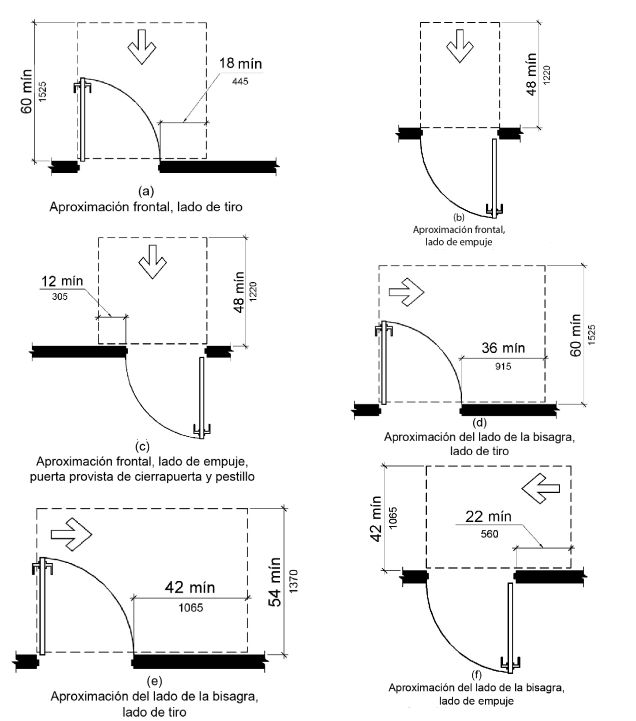 60 mín
1525
18 mín
445
(a)
Aproximación frontal, lado de tiro
48 mín
1220
(b)
Aproximación frontal,
lado de empuje
12 mín
305
48 mín
1220
(c)
Aproximación frontal, lado de empuje,
puerta provista de cierrapuerta y pestillo
36 mín
915
60 mín
1525
(d)
Aproximación del lado de la bisagra,
lado de tiro
42 mín
1065
54 mín
1370
(e)
Aproximación del lado de la bisagra,
lado de tiro
42 mín
1065
22 mín
560
(f)
Aproximación del lado de la bisagra,
lado de empuje